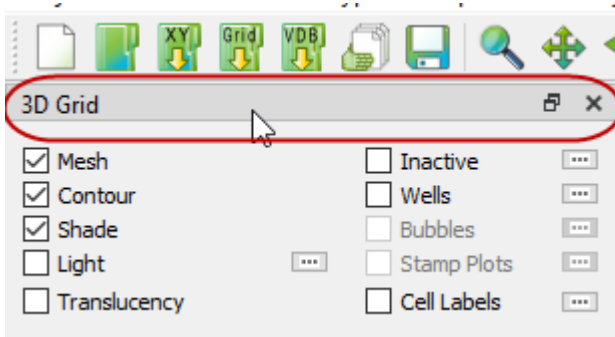 XY Grid VDB
3D Grid
Mesh Inactive
Contour Wells
Shade Bubbles
Light Stamp Plots
Translucency Cell Labels